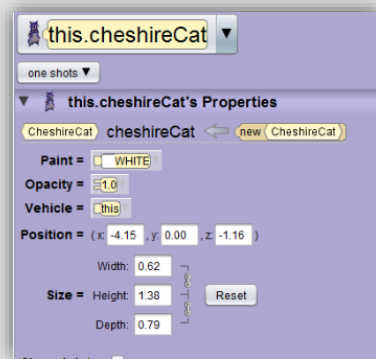 this.cheshireCat ▼
one shots ▼
▼ this.cheshireCat's Properties
CheshireCat cheshireCat new CheshireCat
Paint = WHITE
Opacity = 1.0
Vehicle = this
Position = ( x: -4.15 , y: 0.00 , z: -1.16 )
Width: 0.62
Size = Height: 1.38 Reset
Depth: 0.79